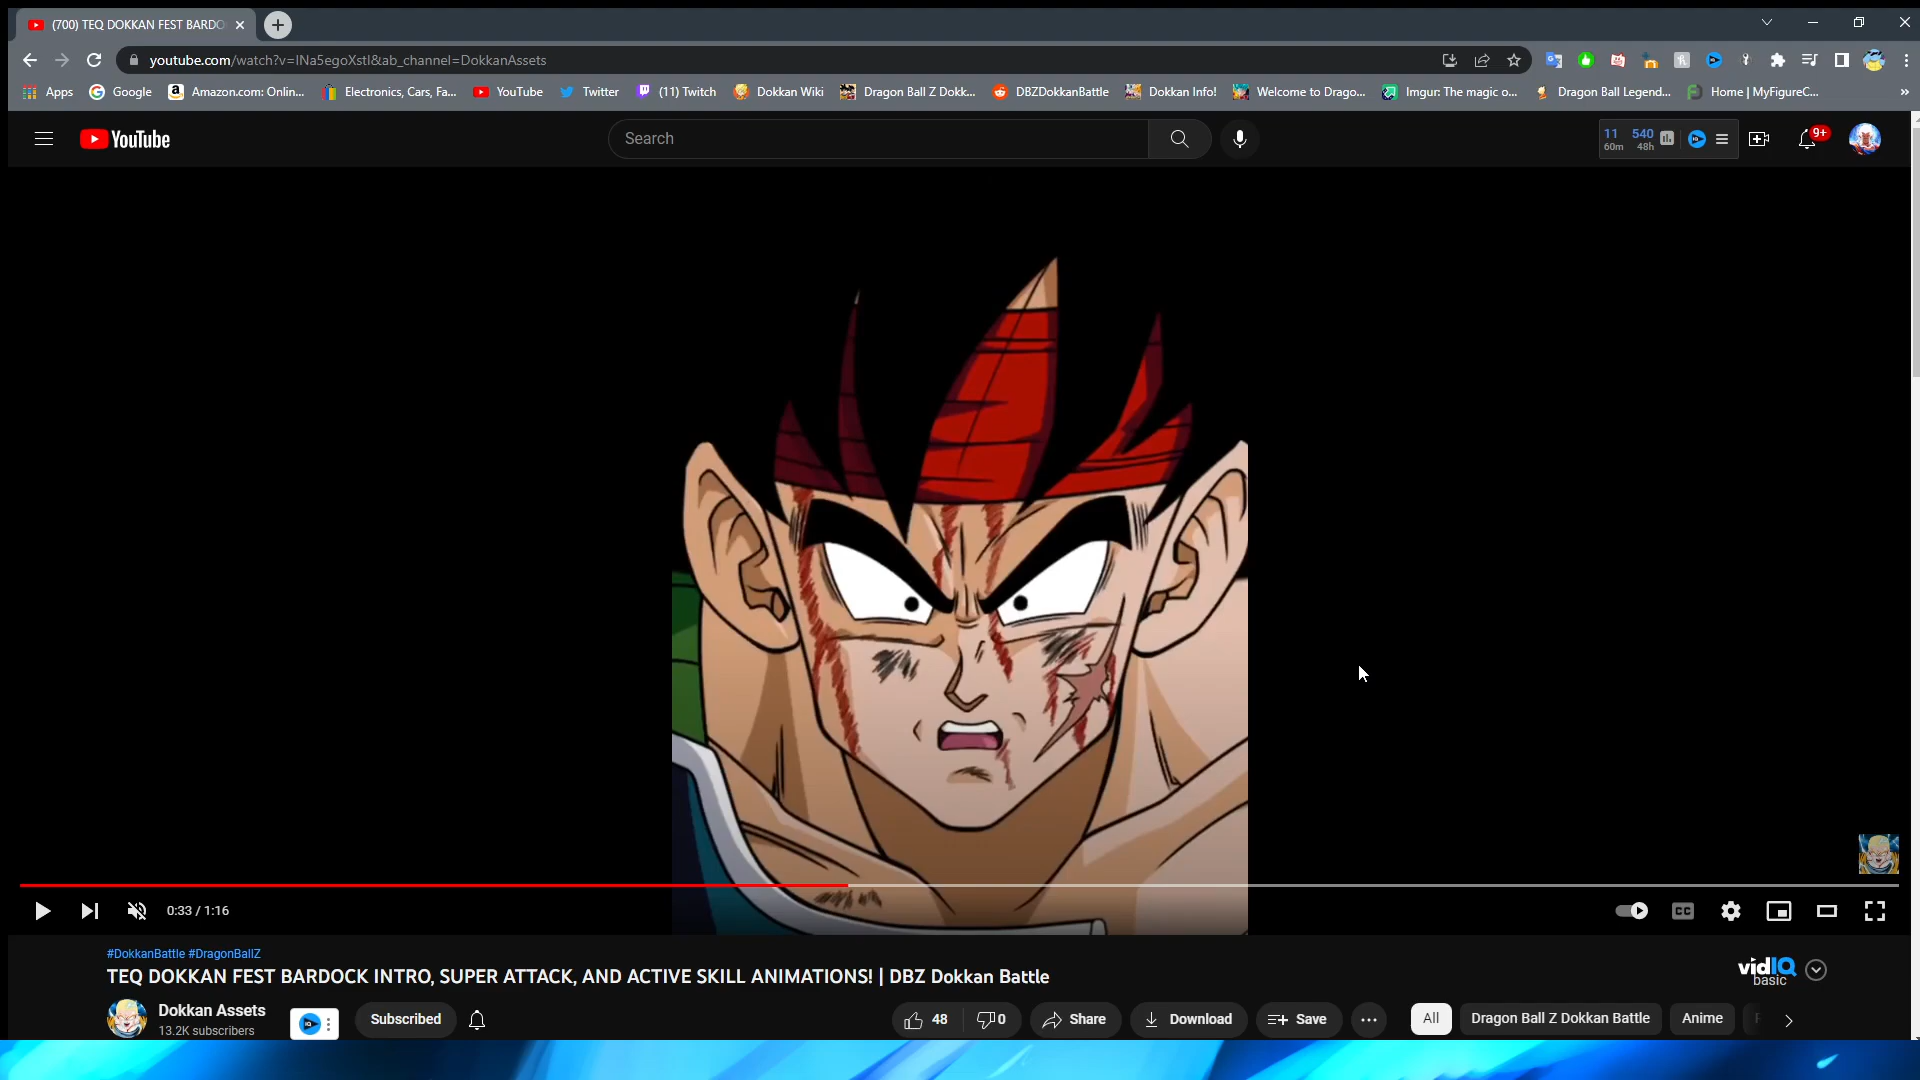 (700) TEQ DOKKAN FEST BARDO
youtube.com/watch?v=INa5egoXstI&ab_channel=DokkanAssets
Apps
Google
Amazon.com: Onlin...
Electronics, Cars, Fa...
YouTube
Twitter
(11) Twitch
Dokkan Wiki
Dragon Ball Z Dokk...
DBZDokkanBattle
Dokkan Info!
Welcome to Drago...
Imgur: The magic o...
Dragon Ball Legend...
Home | MyFigureC...
YouTube
Search
11 540
60m 48h
9+
0:33 / 1:16
CC
#DokkanBattle #DragonBallZ
TEQ DOKKAN FEST BARDOCK INTRO, SUPER ATTACK, AND ACTIVE SKILL ANIMATIONS! | DBZ Dokkan Battle
vidIQ
basic
Dokkan Assets
13.2K subscribers
Subscribed
48
0
Share
Download
Save
All
Dragon Ball Z Dokkan Battle
Anime